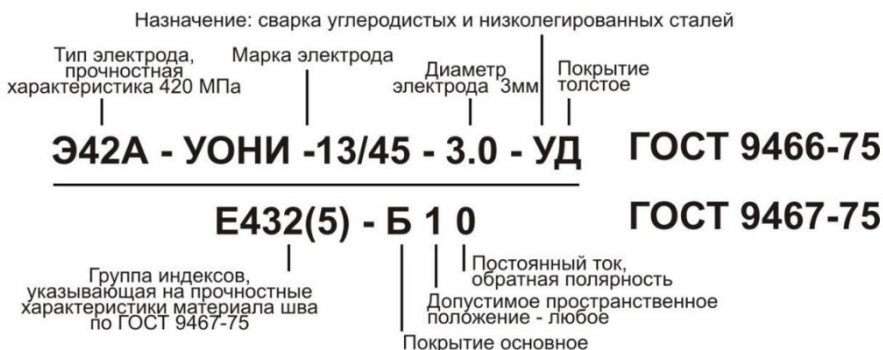 Назначение: сварка углеродистых и низколегированных сталей
Тип электрода,
прочностная
характеристика 420 МПа
Марка электрода
Диаметр
электрода 3мм
Покрытие
толстое
Э42А - УОНИ -13/45 - 3.0 - УД ГОСТ 9466-75
Е432(5) - Б 1 0 ГОСТ 9467-75
Группа индексов,
указывающая на прочностные
характеристики материала шва
по ГОСТ 9467-75
Постоянный ток,
обратная полярность
Допустимое пространственное
положение - любое
Покрытие основное